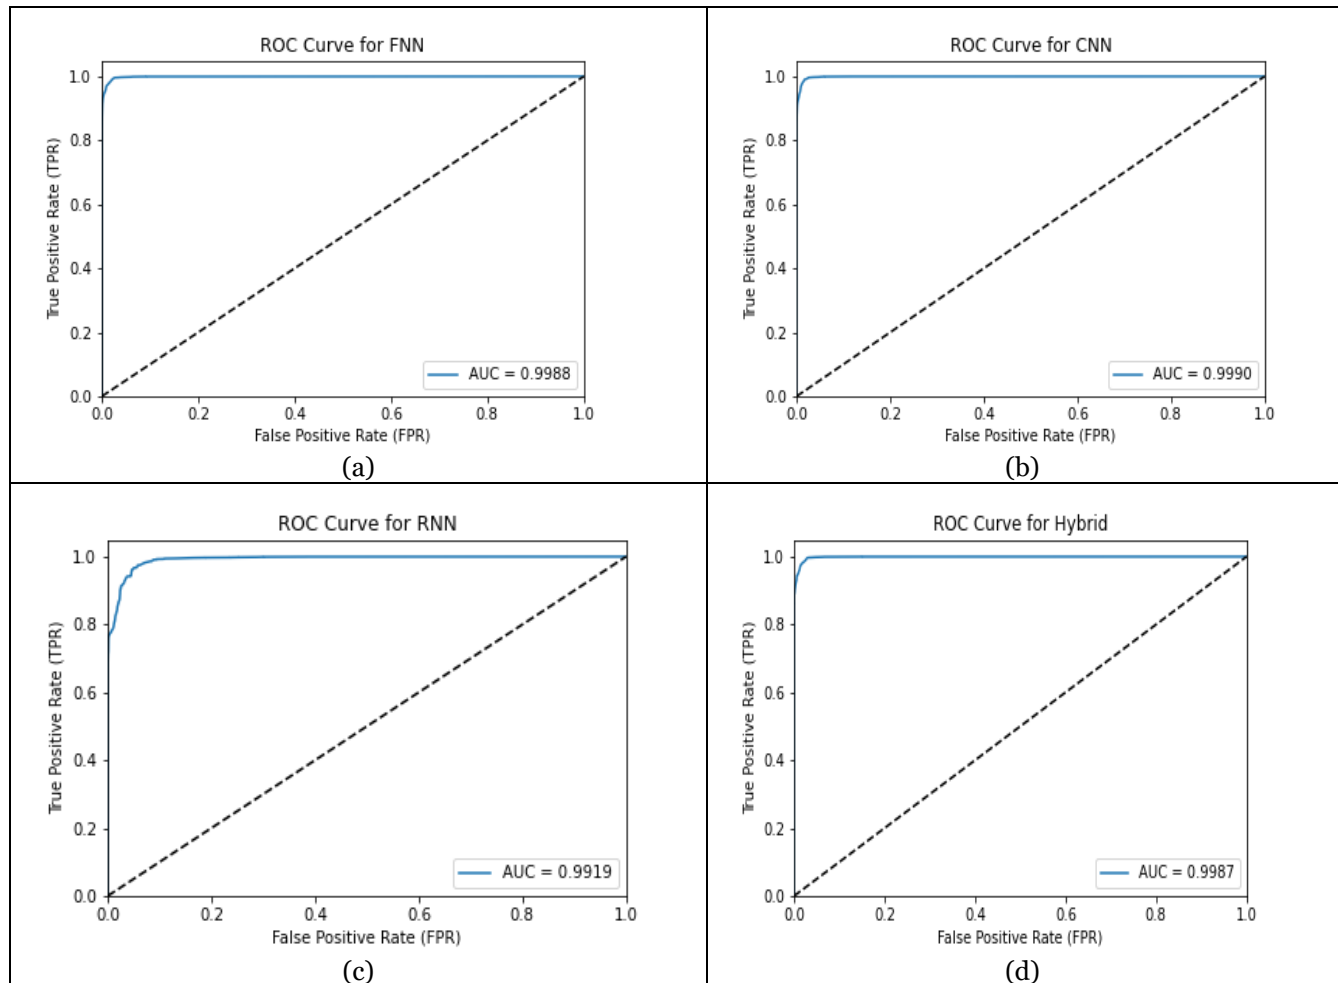 ROC Curve for FNN
True Positive Rate (TPR)
1.0
0.8
0.6
0.4
0.2
0.0
AUC = 0.9988
0.0 0.2 0.4 0.6 0.8 1.0
False Positive Rate (FPR)
(a)
ROC Curve for CNN
True Positive Rate (TPR)
1.0
0.8
0.6
0.4
0.2
0.0
AUC = 0.9990
0.0 0.2 0.4 0.6 0.8 1.0
False Positive Rate (FPR)
(b)
ROC Curve for RNN
True Positive Rate (TPR)
1.0
0.8
0.6
0.4
0.2
0.0
AUC = 0.9919
0.0 0.2 0.4 0.6 0.8 1.0
False Positive Rate (FPR)
(c)
ROC Curve for Hybrid
True Positive Rate (TPR)
1.0
0.8
0.6
0.4
0.2
0.0
AUC = 0.9987
0.0 0.2 0.4 0.6 0.8 1.0
False Positive Rate (FPR)
(d)